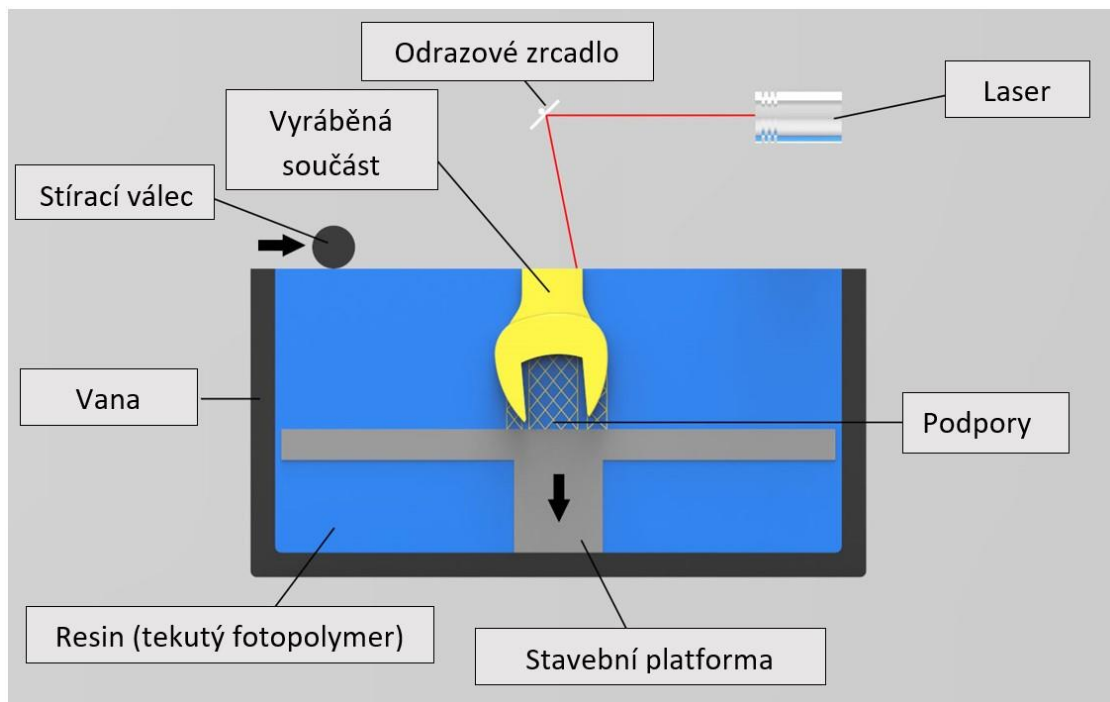 Odrazové zrcadlo
Laser
Vyráběná
součást
Stírací válec
Vana
Podpory
Resin (tekutý fotopolymer)
Stavební platforma